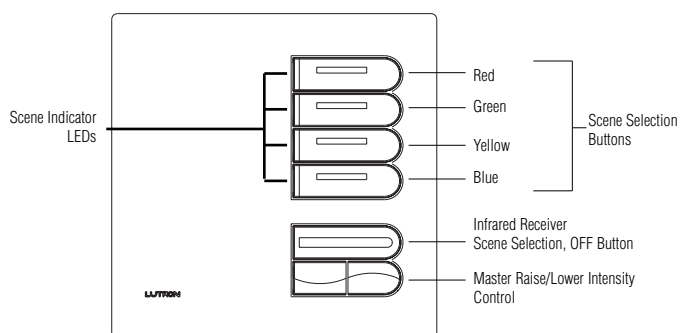 Scene Indicator
LEDs
Red
Green
Yellow
Blue
Scene Selection
Buttons
Infrared Receiver
Scene Selection, OFF Button
Master Raise/Lower Intensity
Control
LUTRON